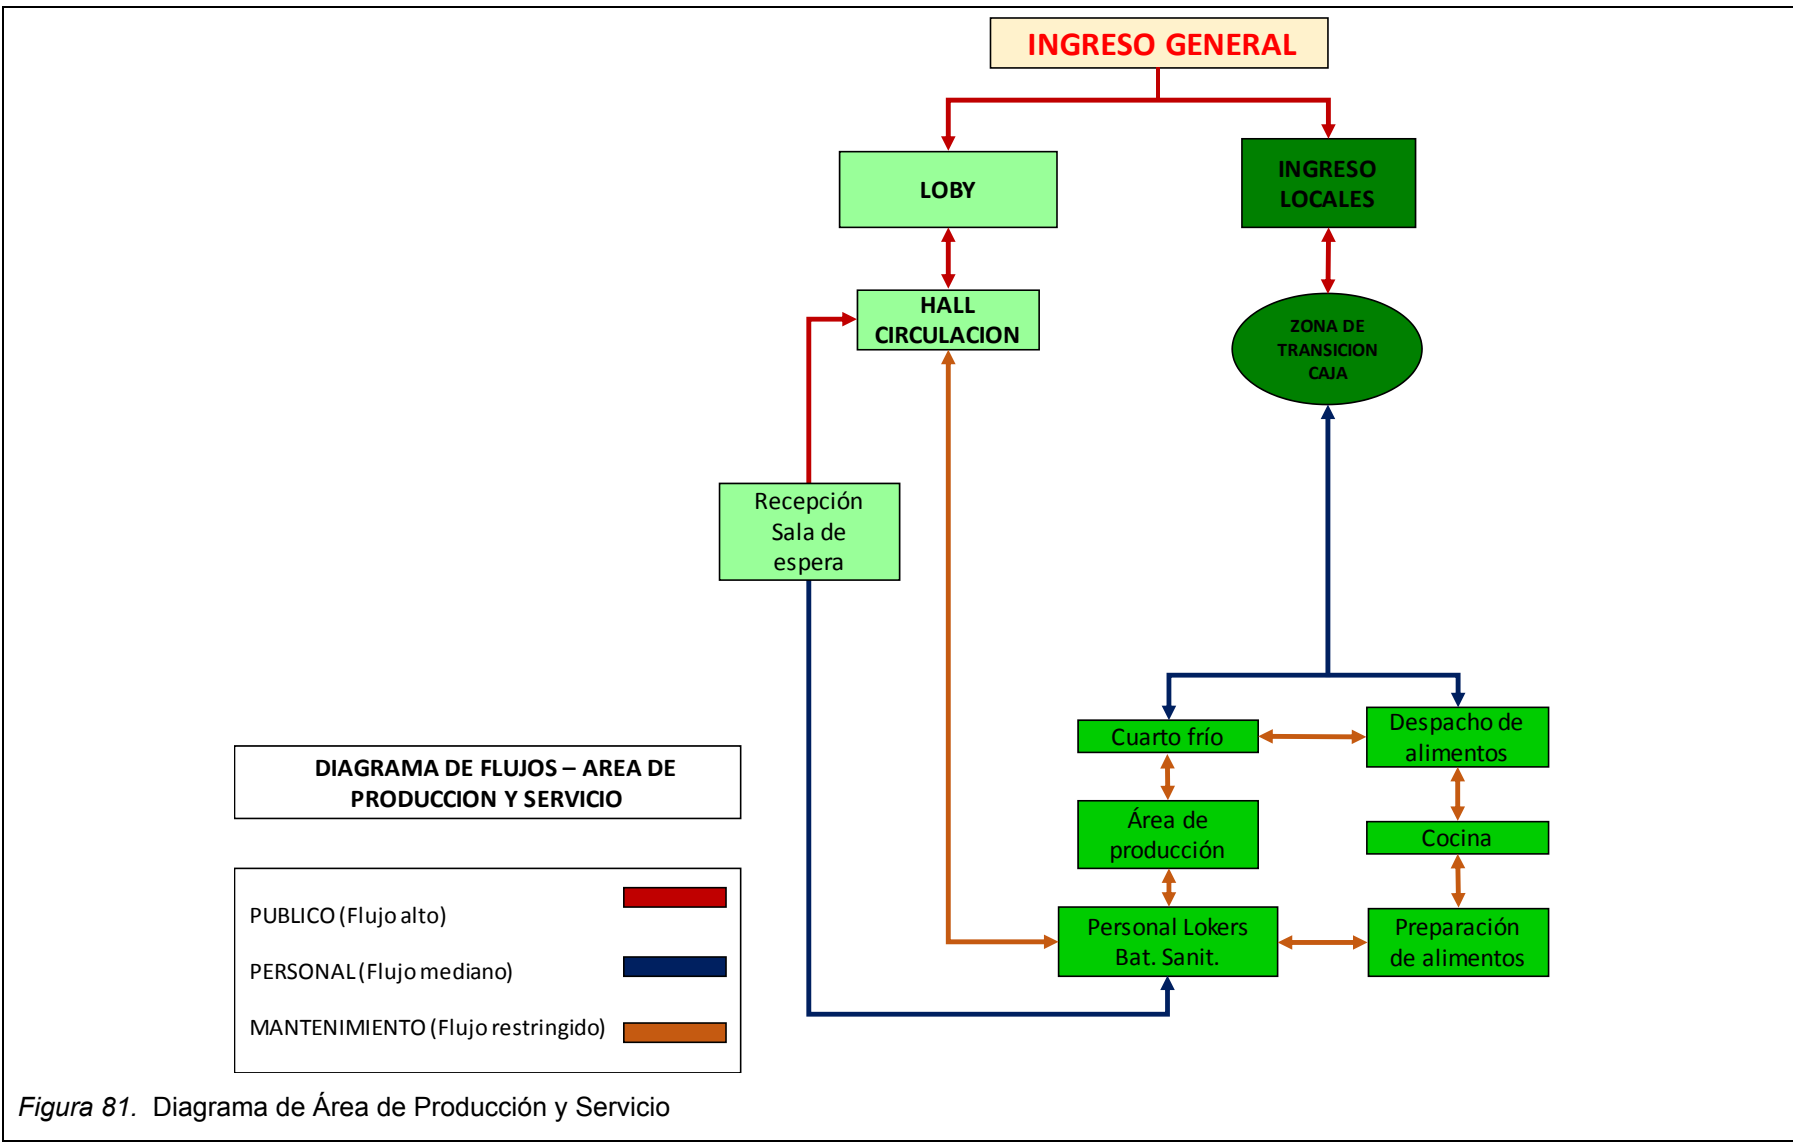 INGRESO GENERAL
LOBY
INGRESO
LOCALES
HALL
CIRCULACION
ZONA DE
TRANSICION
CAJA
Recepción
Sala de
espera
Cuarto frío
Despacho de
alimentos
Área de
producción
Cocina
Personal Lokers
Bat. Sanit.
Preparación
de alimentos
DIAGRAMA DE FLUJOS – AREA DE
PRODUCCION Y SERVICIO
PUBLICO (Flujo alto)
PERSONAL (Flujo mediano)
MANTENIMIENTO (Flujo restringido)
Figura 81. Diagrama de Área de Producción y Servicio